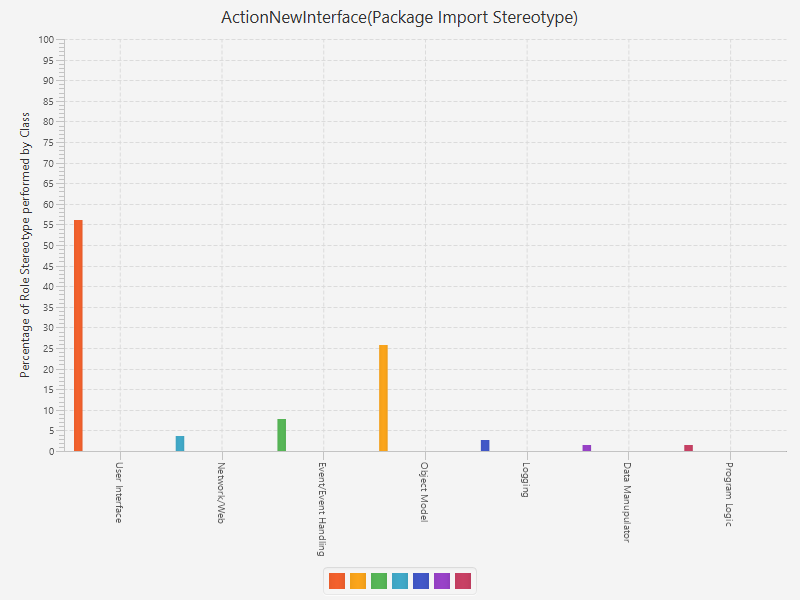 ActionNewInterface(Package Import Stereotype)
Percentage of Role Stereotype performed by Class
100
95
90
85
80
75
70
65
60
55
50
45
40
35
30
25
20
15
10
5
0
User Interface
Network/Web
Event/Event Handling
Object Model
Logging
Data Manupulator
Program Logic